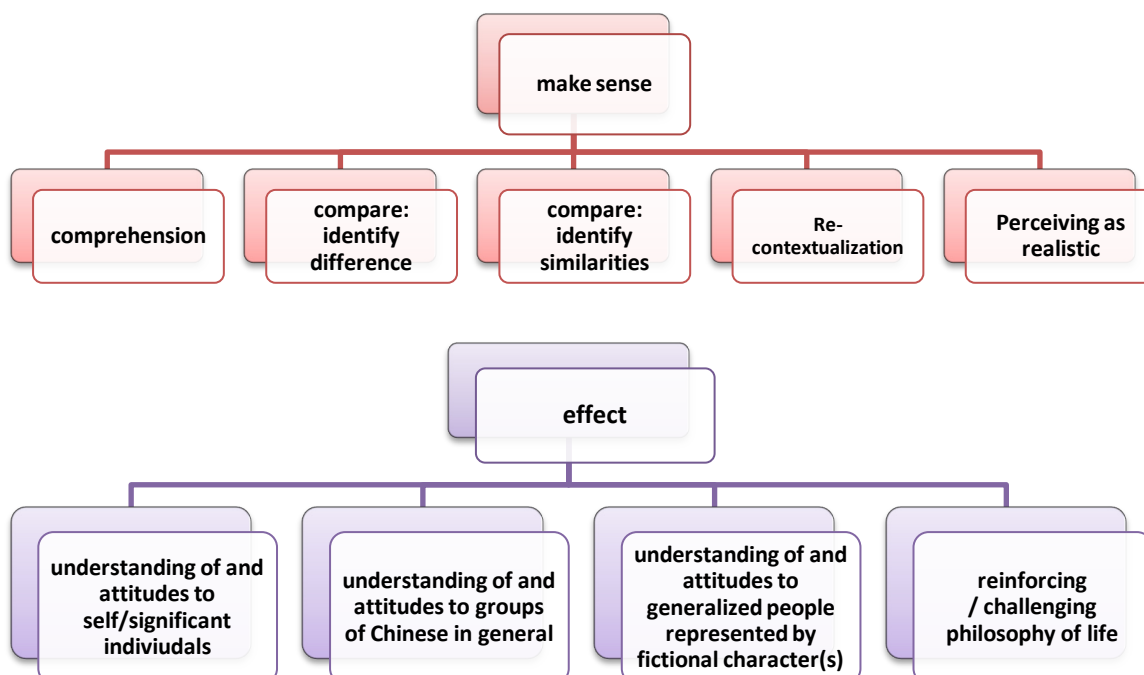 make sense
comprehension
compare:
identify
difference
compare:
identify
similarities
Re-
contextualization
Perceiving as
realistic
effect
understanding of and
attitudes to
self/significant
indiviudals
understanding of and
attitudes to groups
of Chinese in general
understanding of and
attitudes to
generalized people
represented by
fictional character(s)
reinforcing
/ challenging
philosophy of life